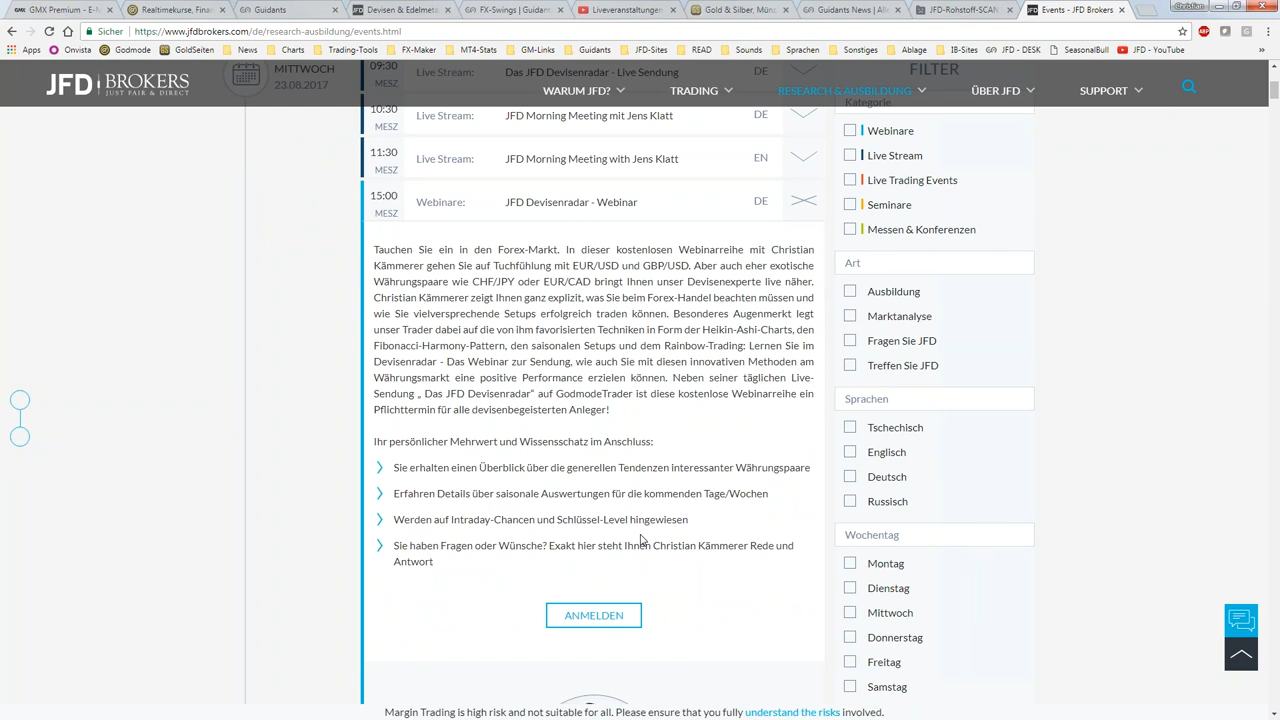 Christian
GMX Premium - E-M
Realtimekurse, Finan
Guidants
Devisen & Edelmeta
FX-Swings | Guidant
Liveveranstaltungen
Gold & Silber, Münz
Guidants News | Alle
JFD-Rohstoff-SCAN
Events - JFD Brokers
Sicher
https://www.jfdbrokers.com/de/research-ausbildung/events.html
Apps
Onvista
Godmode
GoldSeiten
News
Charts
Trading-Tools
FX-Maker
MT4-Stats
GM-Links
Guidants
JFD-Sites
READ
Sounds
Sprachen
Sonstiges
Ablage
IB-Sites
JFD - DESK
SeasonalBull
JFD - YouTube
JFD BROKERS
JUST FAIR & DIRECT
WARUM JFD?
TRADING
RESEARCH & AUSBILDUNG
ÜBER JFD
SUPPORT
MITTWOCH
23.08.2017
09:30
MESZ
Live Stream:
Das JFD Devisenradar - Live Sendung
DE
10:30
MESZ
Live Stream:
JFD Morning Meeting mit Jens Klatt
DE
11:30
MESZ
Live Stream:
JFD Morning Meeting with Jens Klatt
EN
15:00
MESZ
Webinare:
JFD Devisenradar - Webinar
DE
Tauchen Sie ein in den Forex-Markt. In dieser kostenlosen Webinarreihe mit Christian
Kämmerer gehen Sie auf Tuchfühlung mit EUR/USD und GBP/USD. Aber auch eher exotische
Währungspaare wie CHF/JPY oder EUR/CAD bringt Ihnen unser Devisenexperte live näher.
Christian Kämmerer zeigt Ihnen ganz explizit, was Sie beim Forex-Handel beachten müssen und
wie Sie vielversprechende Setups erfolgreich traden können. Besonderes Augenmerk legt
unser Trader dabei auf die von ihm favorisierten Techniken in Form der Heikin-Ashi-Charts, den
Fibonacci-Harmony-Pattern, den saisonalen Setups und dem Rainbow-Trading: Lernen Sie im
Devisenradar - Das Webinar zur Sendung, wie auch Sie mit diesen innovativen Methoden am
Währungsmarkt eine positive Performance erzielen können. Neben seiner täglichen Live-
Sendung „ Das JFD Devisenradar“ auf GodmodeTrader ist diese kostenlose Webinarreihe ein
Pflichttermin für alle devisenbegeisterten Anleger!
Ihr persönlicher Mehrwert und Wissensschatz im Anschluss:
Sie erhalten einen Überblick über die generellen Tendenzen interessanter Währungspaare
Erfahren Details über saisonale Auswertungen für die kommenden Tage/Wochen
Werden auf Intraday-Chancen und Schlüssel-Level hingewiesen
Sie haben Fragen oder Wünsche? Exakt hier steht Ihnen Christian Kämmerer Rede und
Antwort
ANMELDEN
FILTER
Kategorie
Webinare
Live Stream
Live Trading Events
Seminare
Messen & Konferenzen
Art
Ausbildung
Marktanalyse
Fragen Sie JFD
Treffen Sie JFD
Sprachen
Tschechisch
Englisch
Deutsch
Russisch
Wochentag
Montag
Dienstag
Mittwoch
Donnerstag
Freitag
Samstag
Margin Trading is high risk and not suitable for all. Please ensure that you fully understand the risks involved.